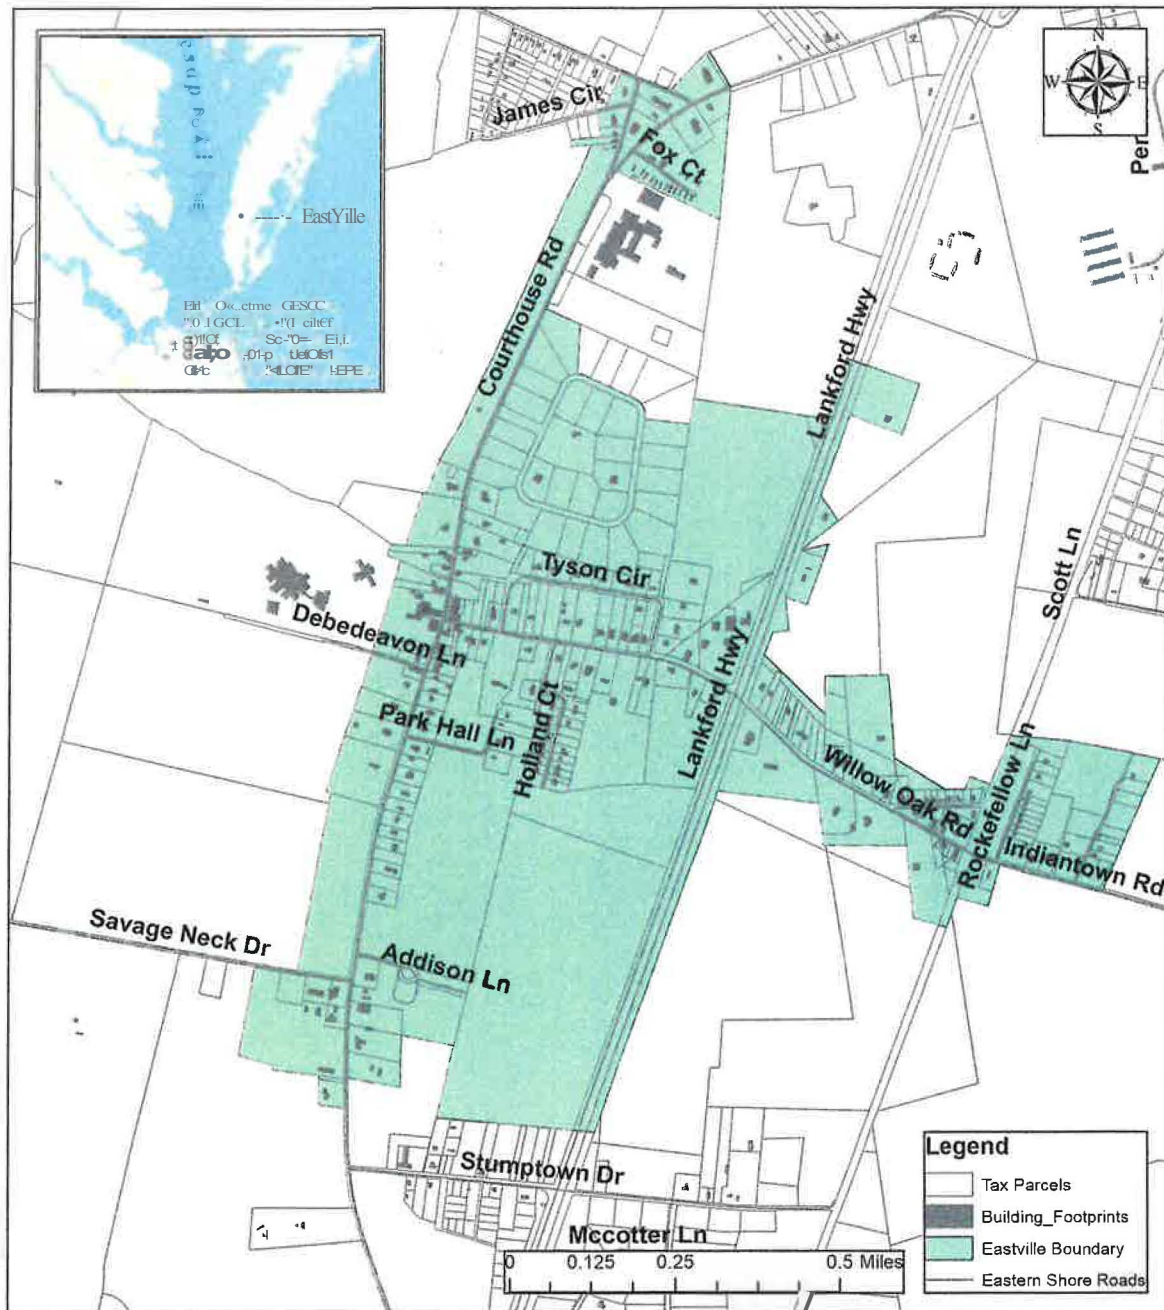 EastYille
N
W E
S
James Cir
Fox Ct
Per
Courthouse Rd
Lankford Hwy
Scott Ln
Tyson Cir
Debedeavon Ln
Park Hall Ln
Holland Ct
Lankford Hwy
Willow Oak Rd
Rockefellow Ln
Indiantown Rd
Savage Neck Dr
Addison Ln
Stumptown Dr
Mccotter Ln
0 0.125 0.25 0.5 Miles
Legend
Tax Parcels
Building_Footprints
Eastville Boundary
Eastern Shore Roads